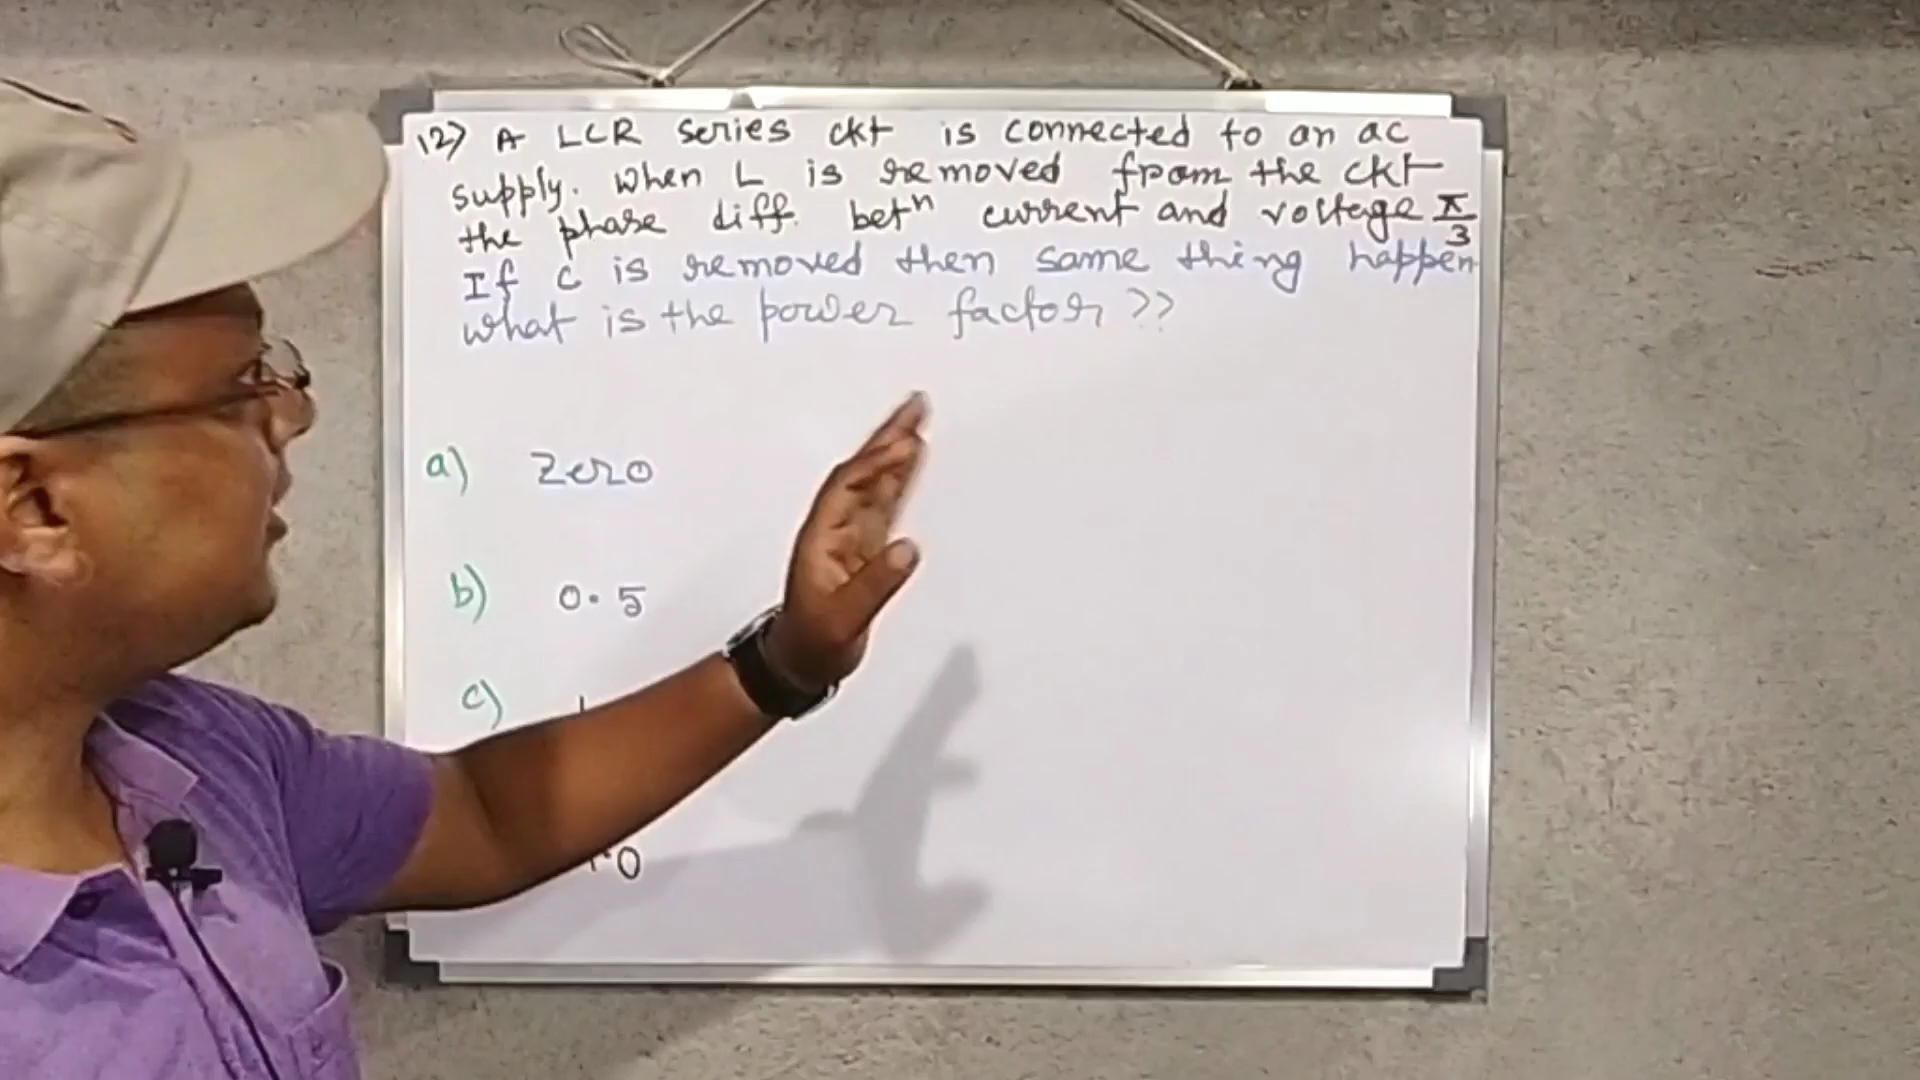 12) A LCR series ckt is connected to an ac
supply. When L is removed from the ckt
the phase diff. betⁿ current and voltage π/3
If C is removed then same thing happen
what is the power factor ??
a) Zero
b) 0.5
c)